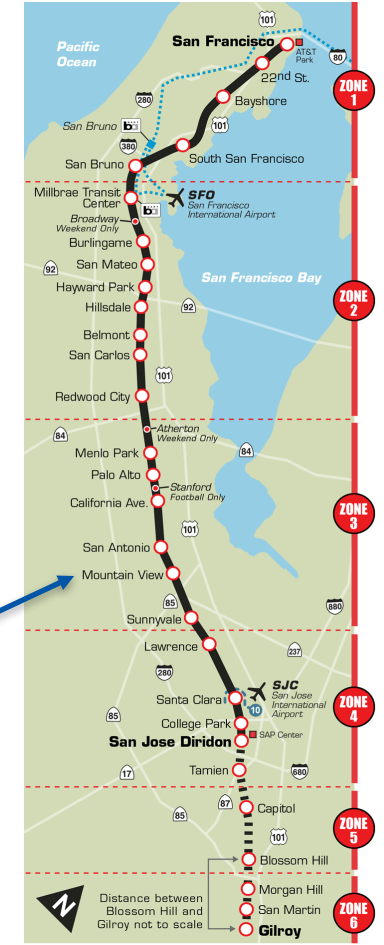 101
Pacific
Ocean
San Francisco
AT&T
Park
80
22nd St.
ZONE
1
280
Bayshore
101
San Bruno
ba
380
South San Francisco
San Bruno
Millbrae Transit
Center
ba
SFO
San Francisco
International Airport
Broadway
Weekend Only
Burlingame
San Mateo
92
San Francisco Bay
Hayward Park
ZONE
2
Hillsdale
92
Belmont
San Carlos
101
Redwood City
Atherton
Weekend Only
84
Menlo Park
84
Palo Alto
Stanford
Football Only
California Ave.
ZONE
3
101
San Antonio
Mountain View
85
880
Sunnyvale
Lawrence
237
280
SJC
San Jose
International
Airport
Santa Clara
10
85
College Park
ZONE
4
San Jose Diridon
SAP Center
Tamien
17
680
87
Capitol
85
ZONE
5
101
Blossom Hill
N
Distance between
Blossom Hill and
Gilroy not to scale
Morgan Hill
San Martin
ZONE
6
Gilroy